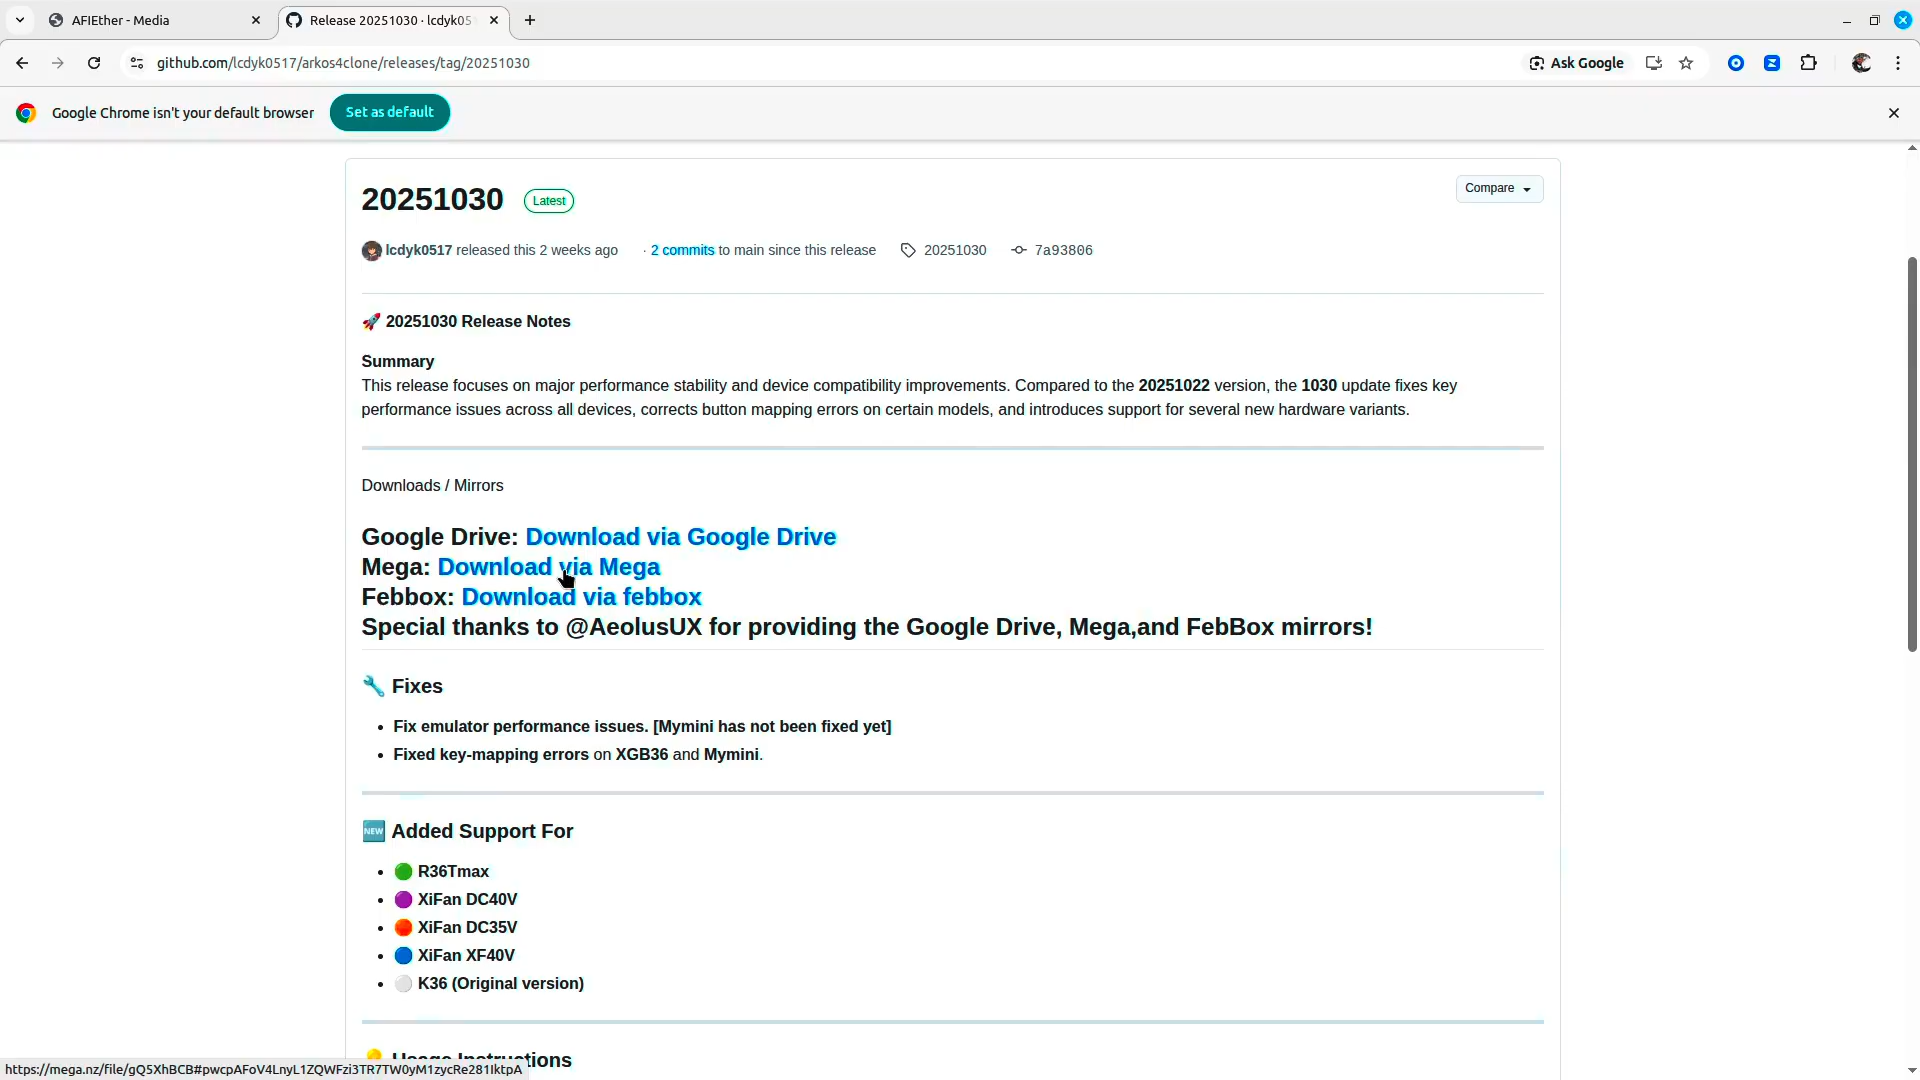 AFIEther - Media
Release 20251030 · lcdyk05
github.com/lcdyk0517/arkos4clone/releases/tag/20251030
Ask Google
Google Chrome isn't your default browser
Set as default
20251030
Latest
Compare
lcdyk0517 released this 2 weeks ago · 2 commits to main since this release 20251030 7a93806
🚀 20251030 Release Notes
Summary
This release focuses on major performance stability and device compatibility improvements. Compared to the 20251022 version, the 1030 update fixes key
performance issues across all devices, corrects button mapping errors on certain models, and introduces support for several new hardware variants.
Downloads / Mirrors
Google Drive: Download via Google Drive
Mega: Download via Mega
Febbox: Download via febbox
Special thanks to @AeolusUX for providing the Google Drive, Mega,and FebBox mirrors!
🔧 Fixes
• Fix emulator performance issues. [Mymini has not been fixed yet]
• Fixed key-mapping errors on XGB36 and Mymini.
🆕 Added Support For
• 🟢 R36Tmax
• 🟣 XiFan DC40V
• 🔴 XiFan DC35V
• 🔵 XiFan XF40V
• ⚪ K36 (Original version)
💡 Usage Instructions
https://mega.nz/file/gQ5XhBCB#pwcpAFoV4LnyL1ZQWFzi3TR7TW0yM1zycRe281IktpA